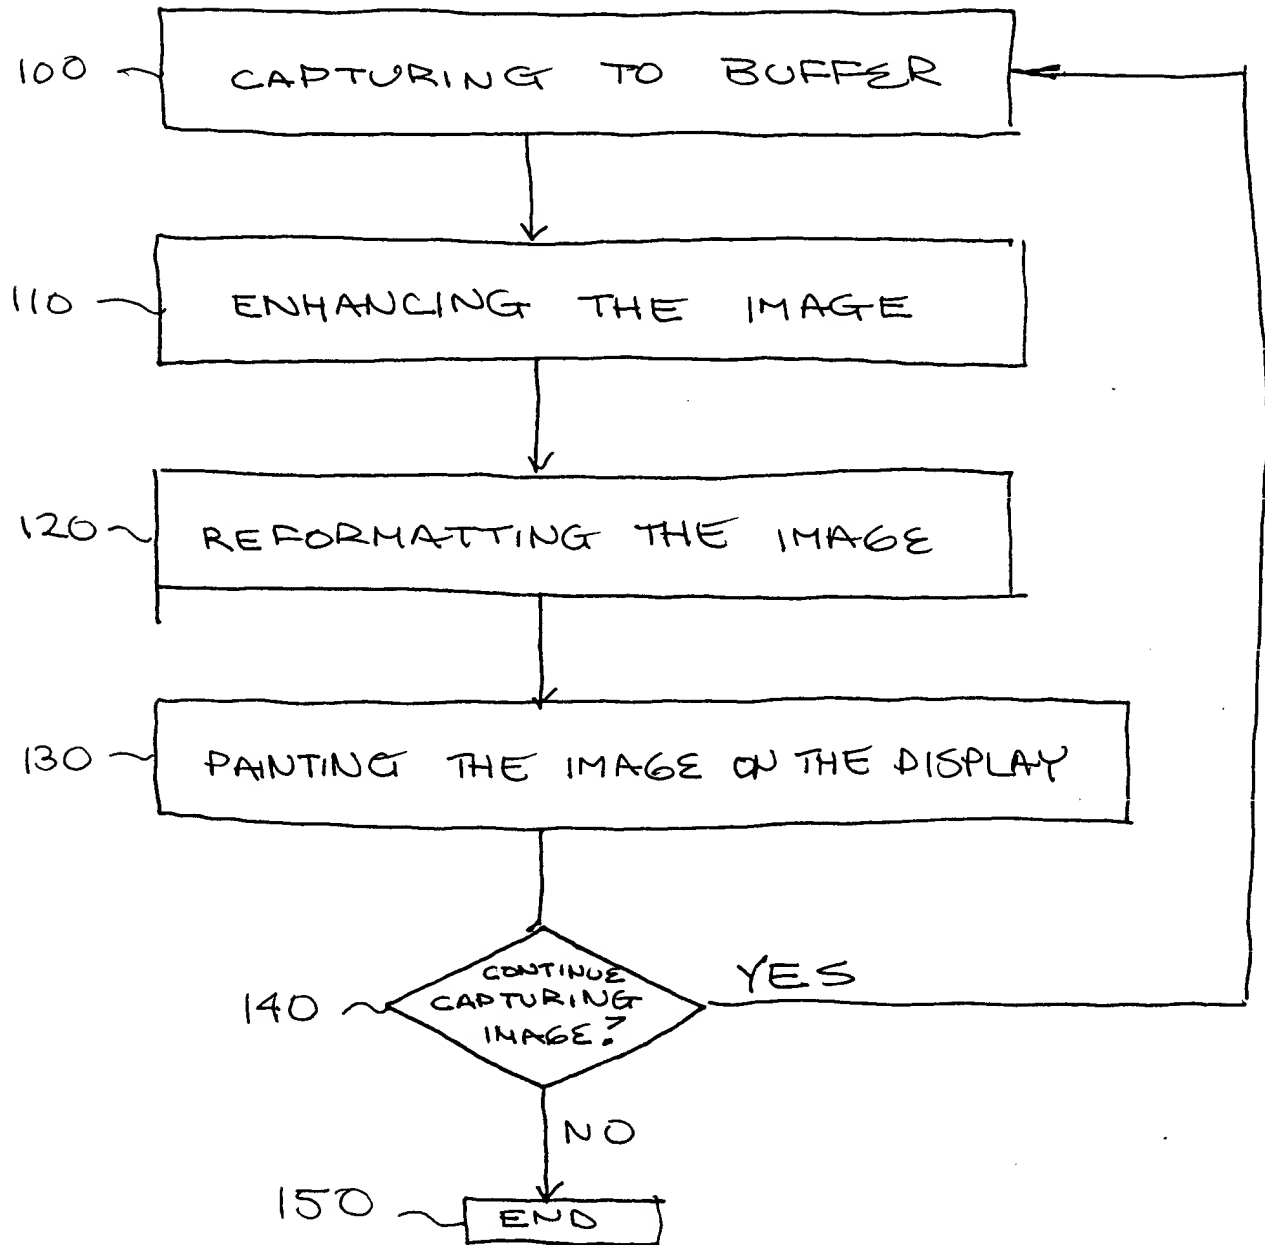 100 CAPTURING TO BUFFER
110 ENHANCING THE IMAGE
120 REFORMATTING THE IMAGE
130 PAINTING THE IMAGE ON THE DISPLAY
CONTINUE
140 CAPTURING YES
IMAGE?
NO
150 END